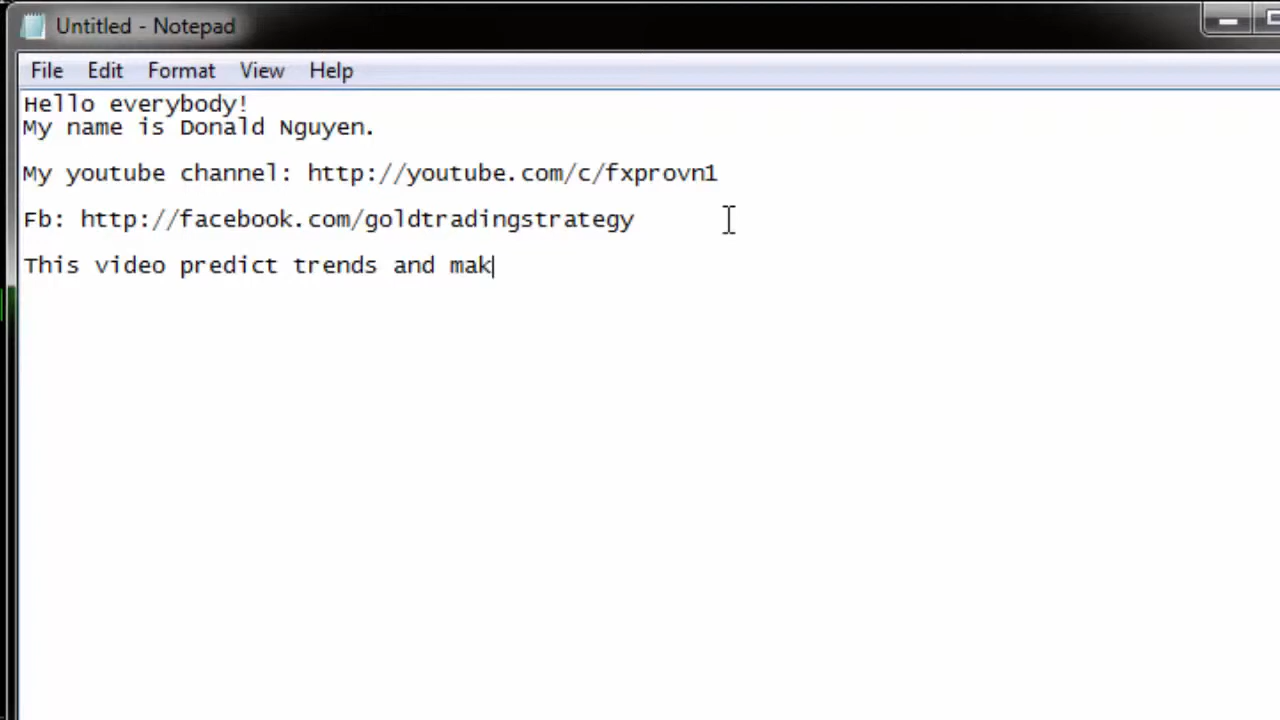 Untitled - Notepad
File Edit Format View Help
Hello everybody!
My name is Donald Nguyen.
My youtube channel: http://youtube.com/c/fxprovn1
Fb: http://facebook.com/goldtradingstrategy
This video predict trends and mak